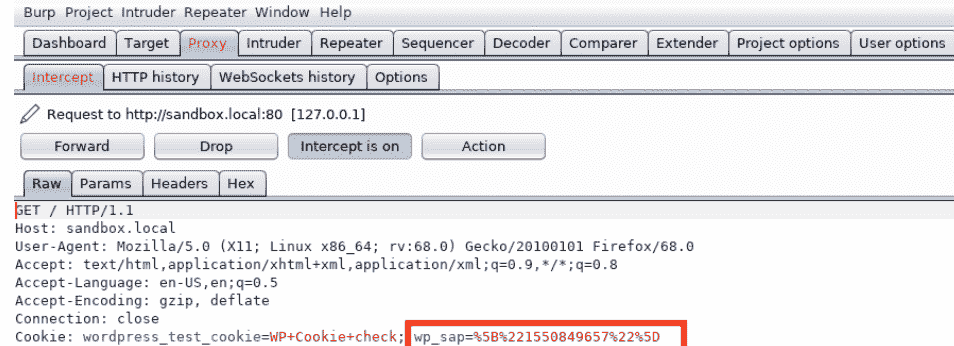 Burp Project Intruder Repeater Window Help
Dashboard Target Proxy Intruder Repeater Sequencer Decoder Comparer Extender Project options User options
Intercept HTTP history WebSockets history Options
Request to http://sandbox.local:80 [127.0.0.1]
Forward Drop Intercept is on Action
Raw Params Headers Hex
GET / HTTP/1.1
Host: sandbox.local
User-Agent: Mozilla/5.0 (X11; Linux x86_64; rv:68.0) Gecko/20100101 Firefox/68.0
Accept: text/html,application/xhtml+xml,application/xml;q=0.9,*/*;q=0.8
Accept-Language: en-US,en;q=0.5
Accept-Encoding: gzip, deflate
Connection: close
Cookie: wordpress_test_cookie=WP+Cookie+check; wp_sap=%5B%221550849657%22%5D